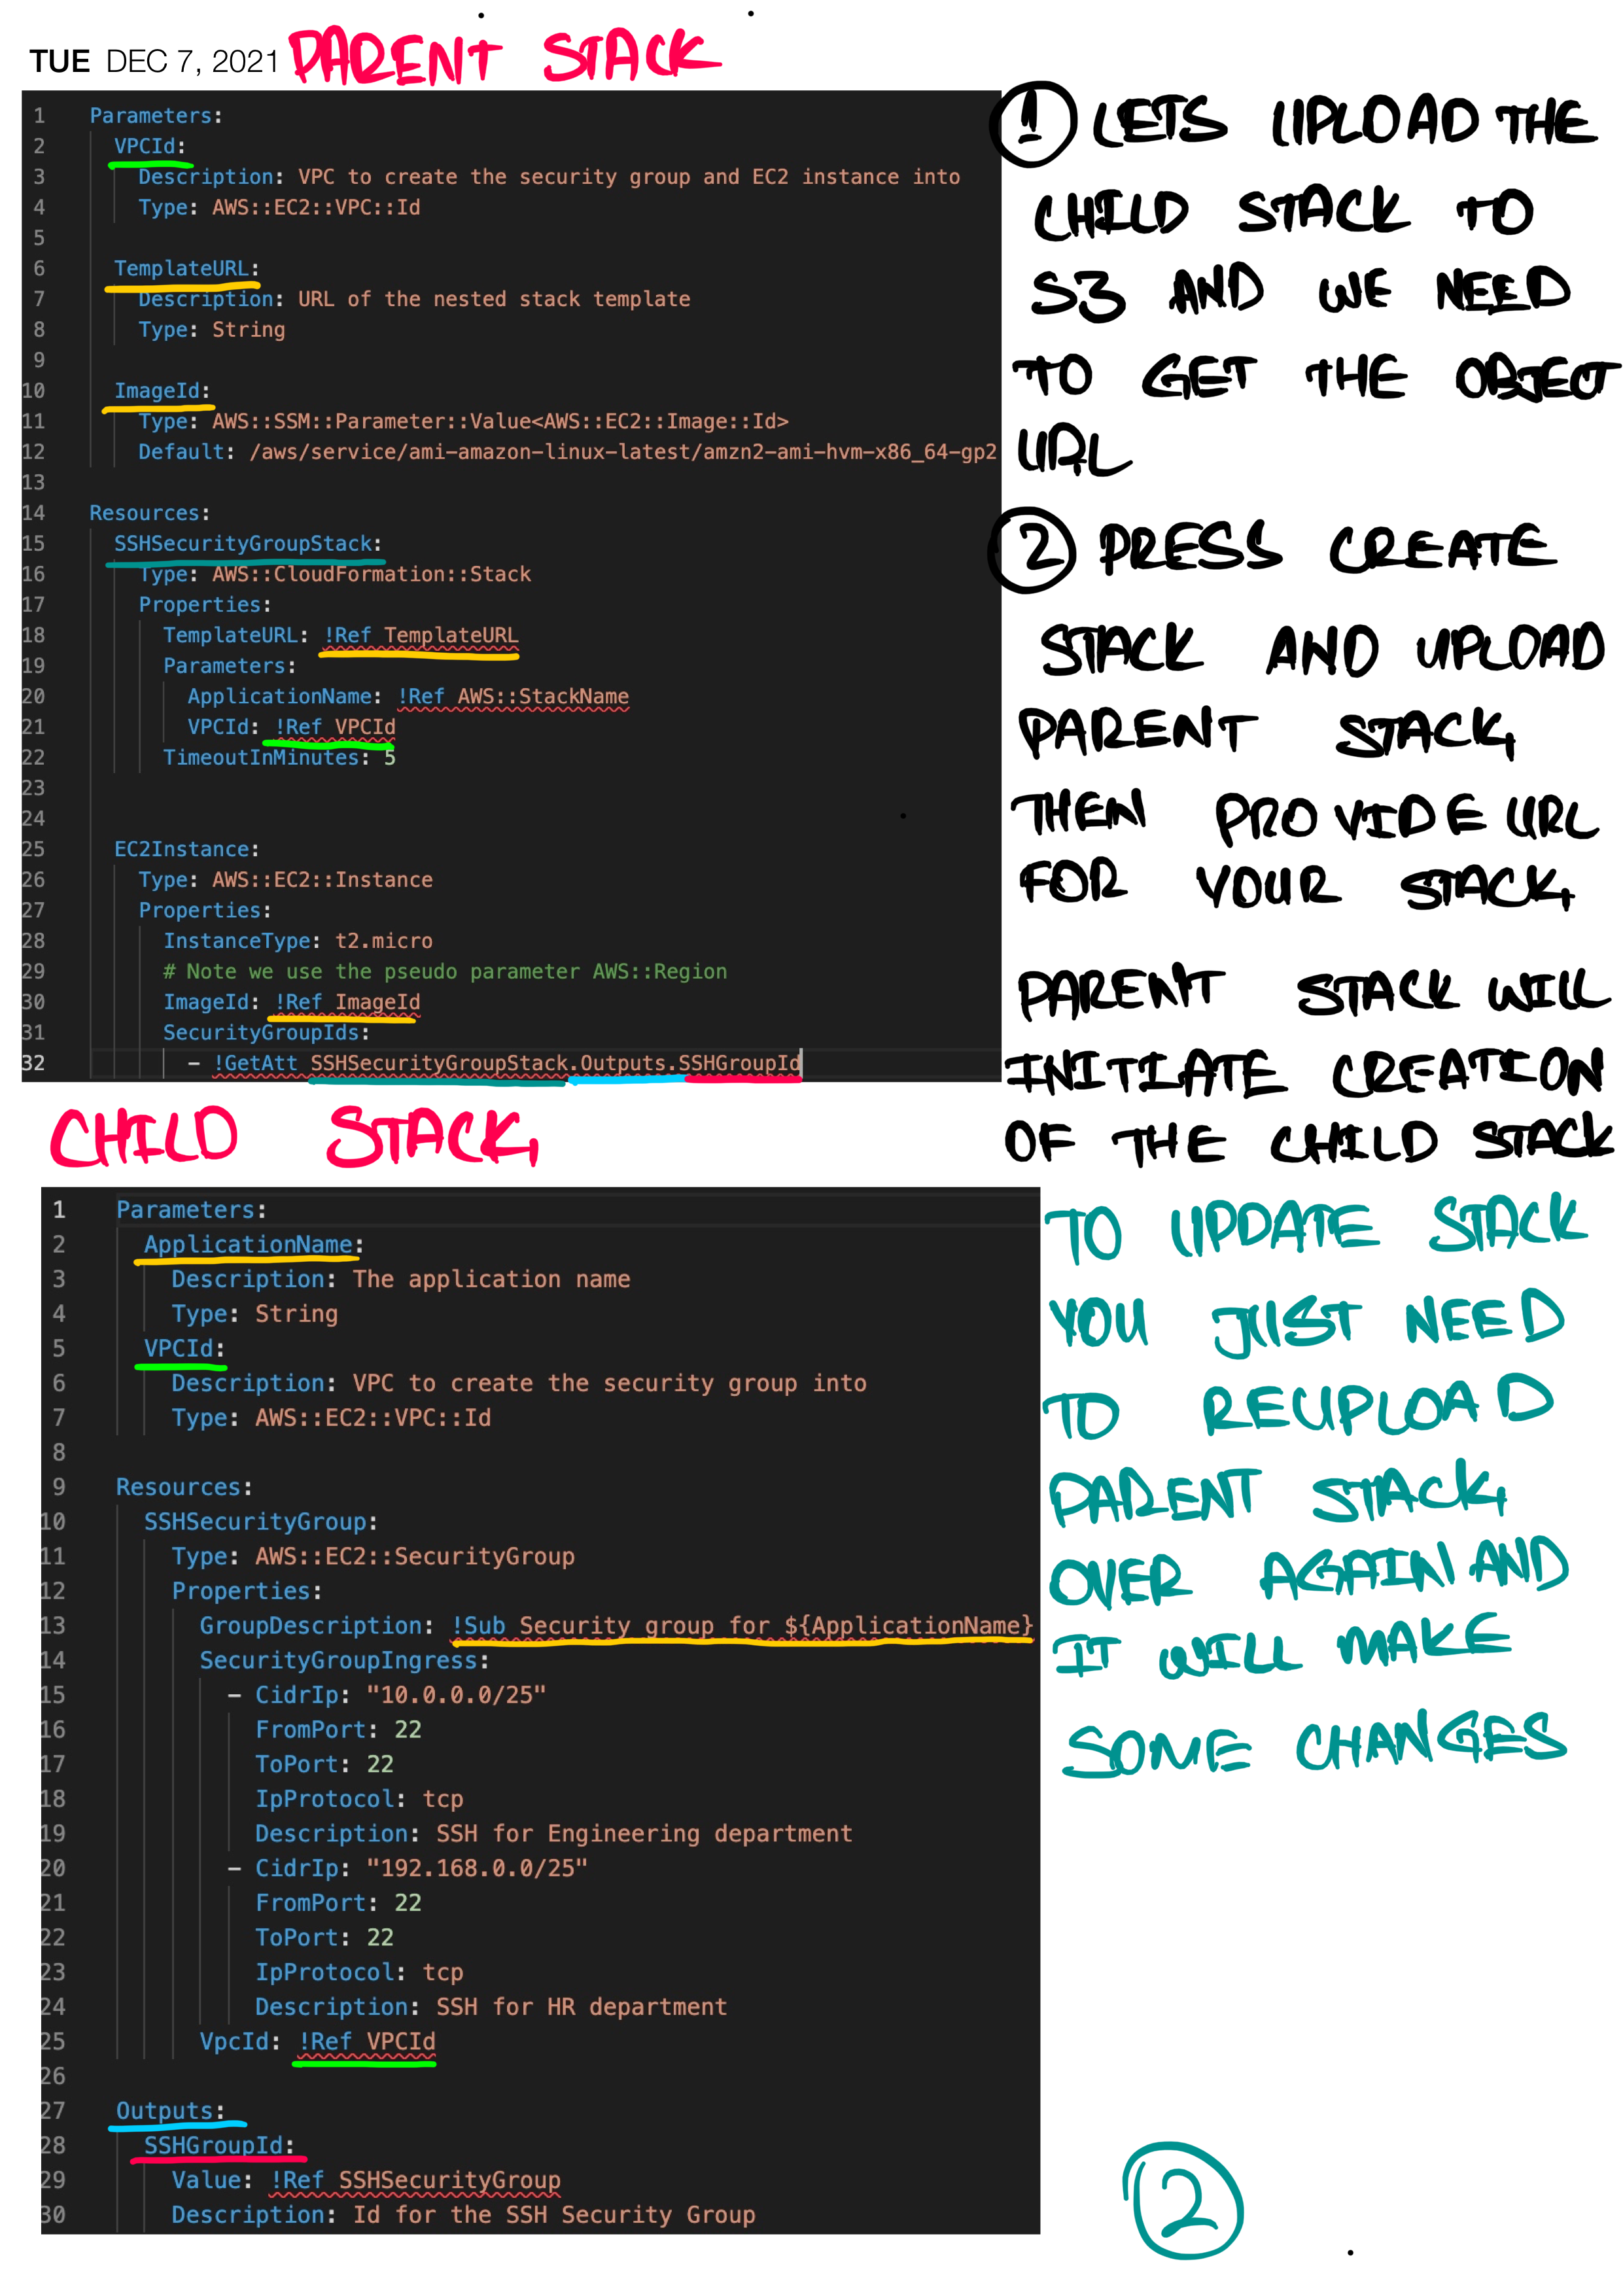 TUE DEC 7, 2021 PARENT STACK
1 Parameters:
2 VPCId:
3 Description: VPC to create the security group and EC2 instance into
4 Type: AWS::EC2::VPC::Id
5
6 TemplateURL:
7 Description: URL of the nested stack template
8 Type: String
9
10 ImageId:
11 Type: AWS::SSM::Parameter::Value<AWS::EC2::Image::Id>
12 Default: /aws/service/ami-amazon-linux-latest/amzn2-ami-hvm-x86_64-gp2
13
14 Resources:
15 SSHSecurityGroupStack:
16 Type: AWS::CloudFormation::Stack
17 Properties:
18 TemplateURL: !Ref TemplateURL
19 Parameters:
20 ApplicationName: !Ref AWS::StackName
21 VPCId: !Ref VPCId
22 TimeoutInMinutes: 5
23
24
25 EC2Instance:
26 Type: AWS::EC2::Instance
27 Properties:
28 InstanceType: t2.micro
29 # Note we use the pseudo parameter AWS::Region
30 ImageId: !Ref ImageId
31 SecurityGroupIds:
32 - !GetAtt SSHSecurityGroupStack.Outputs.SSHGroupId
1 LETS UPLOAD THE
CHILD STACK TO
S3 AND WE NEED
TO GET THE OBJECT
URL
2 PRESS CREATE
STACK AND UPLOAD
PARENT STACK,
THEN PROVIDE URL
FOR YOUR STACK,
PARENT STACK WILL
INITIATE CREATION
OF THE CHILD STACK
CHILD STACK,
1 Parameters:
2 ApplicationName:
3 Description: The application name
4 Type: String
5 VPCId:
6 Description: VPC to create the security group into
7 Type: AWS::EC2::VPC::Id
8
9 Resources:
10 SSHSecurityGroup:
11 Type: AWS::EC2::SecurityGroup
12 Properties:
13 GroupDescription: !Sub Security group for ${ApplicationName}
14 SecurityGroupIngress:
15 - CidrIp: "10.0.0.0/25"
16 FromPort: 22
17 ToPort: 22
18 IpProtocol: tcp
19 Description: SSH for Engineering department
20 - CidrIp: "192.168.0.0/25"
21 FromPort: 22
22 ToPort: 22
23 IpProtocol: tcp
24 Description: SSH for HR department
25 VpcId: !Ref VPCId
26
27 Outputs:
28 SSHGroupId:
29 Value: !Ref SSHSecurityGroup
30 Description: Id for the SSH Security Group
TO UPDATE STACK
YOU JUST NEED
TO REUPLOAD
PARENT STACK,
OVER AGAIN AND
IT WILL MAKE
SOME CHANGES
2